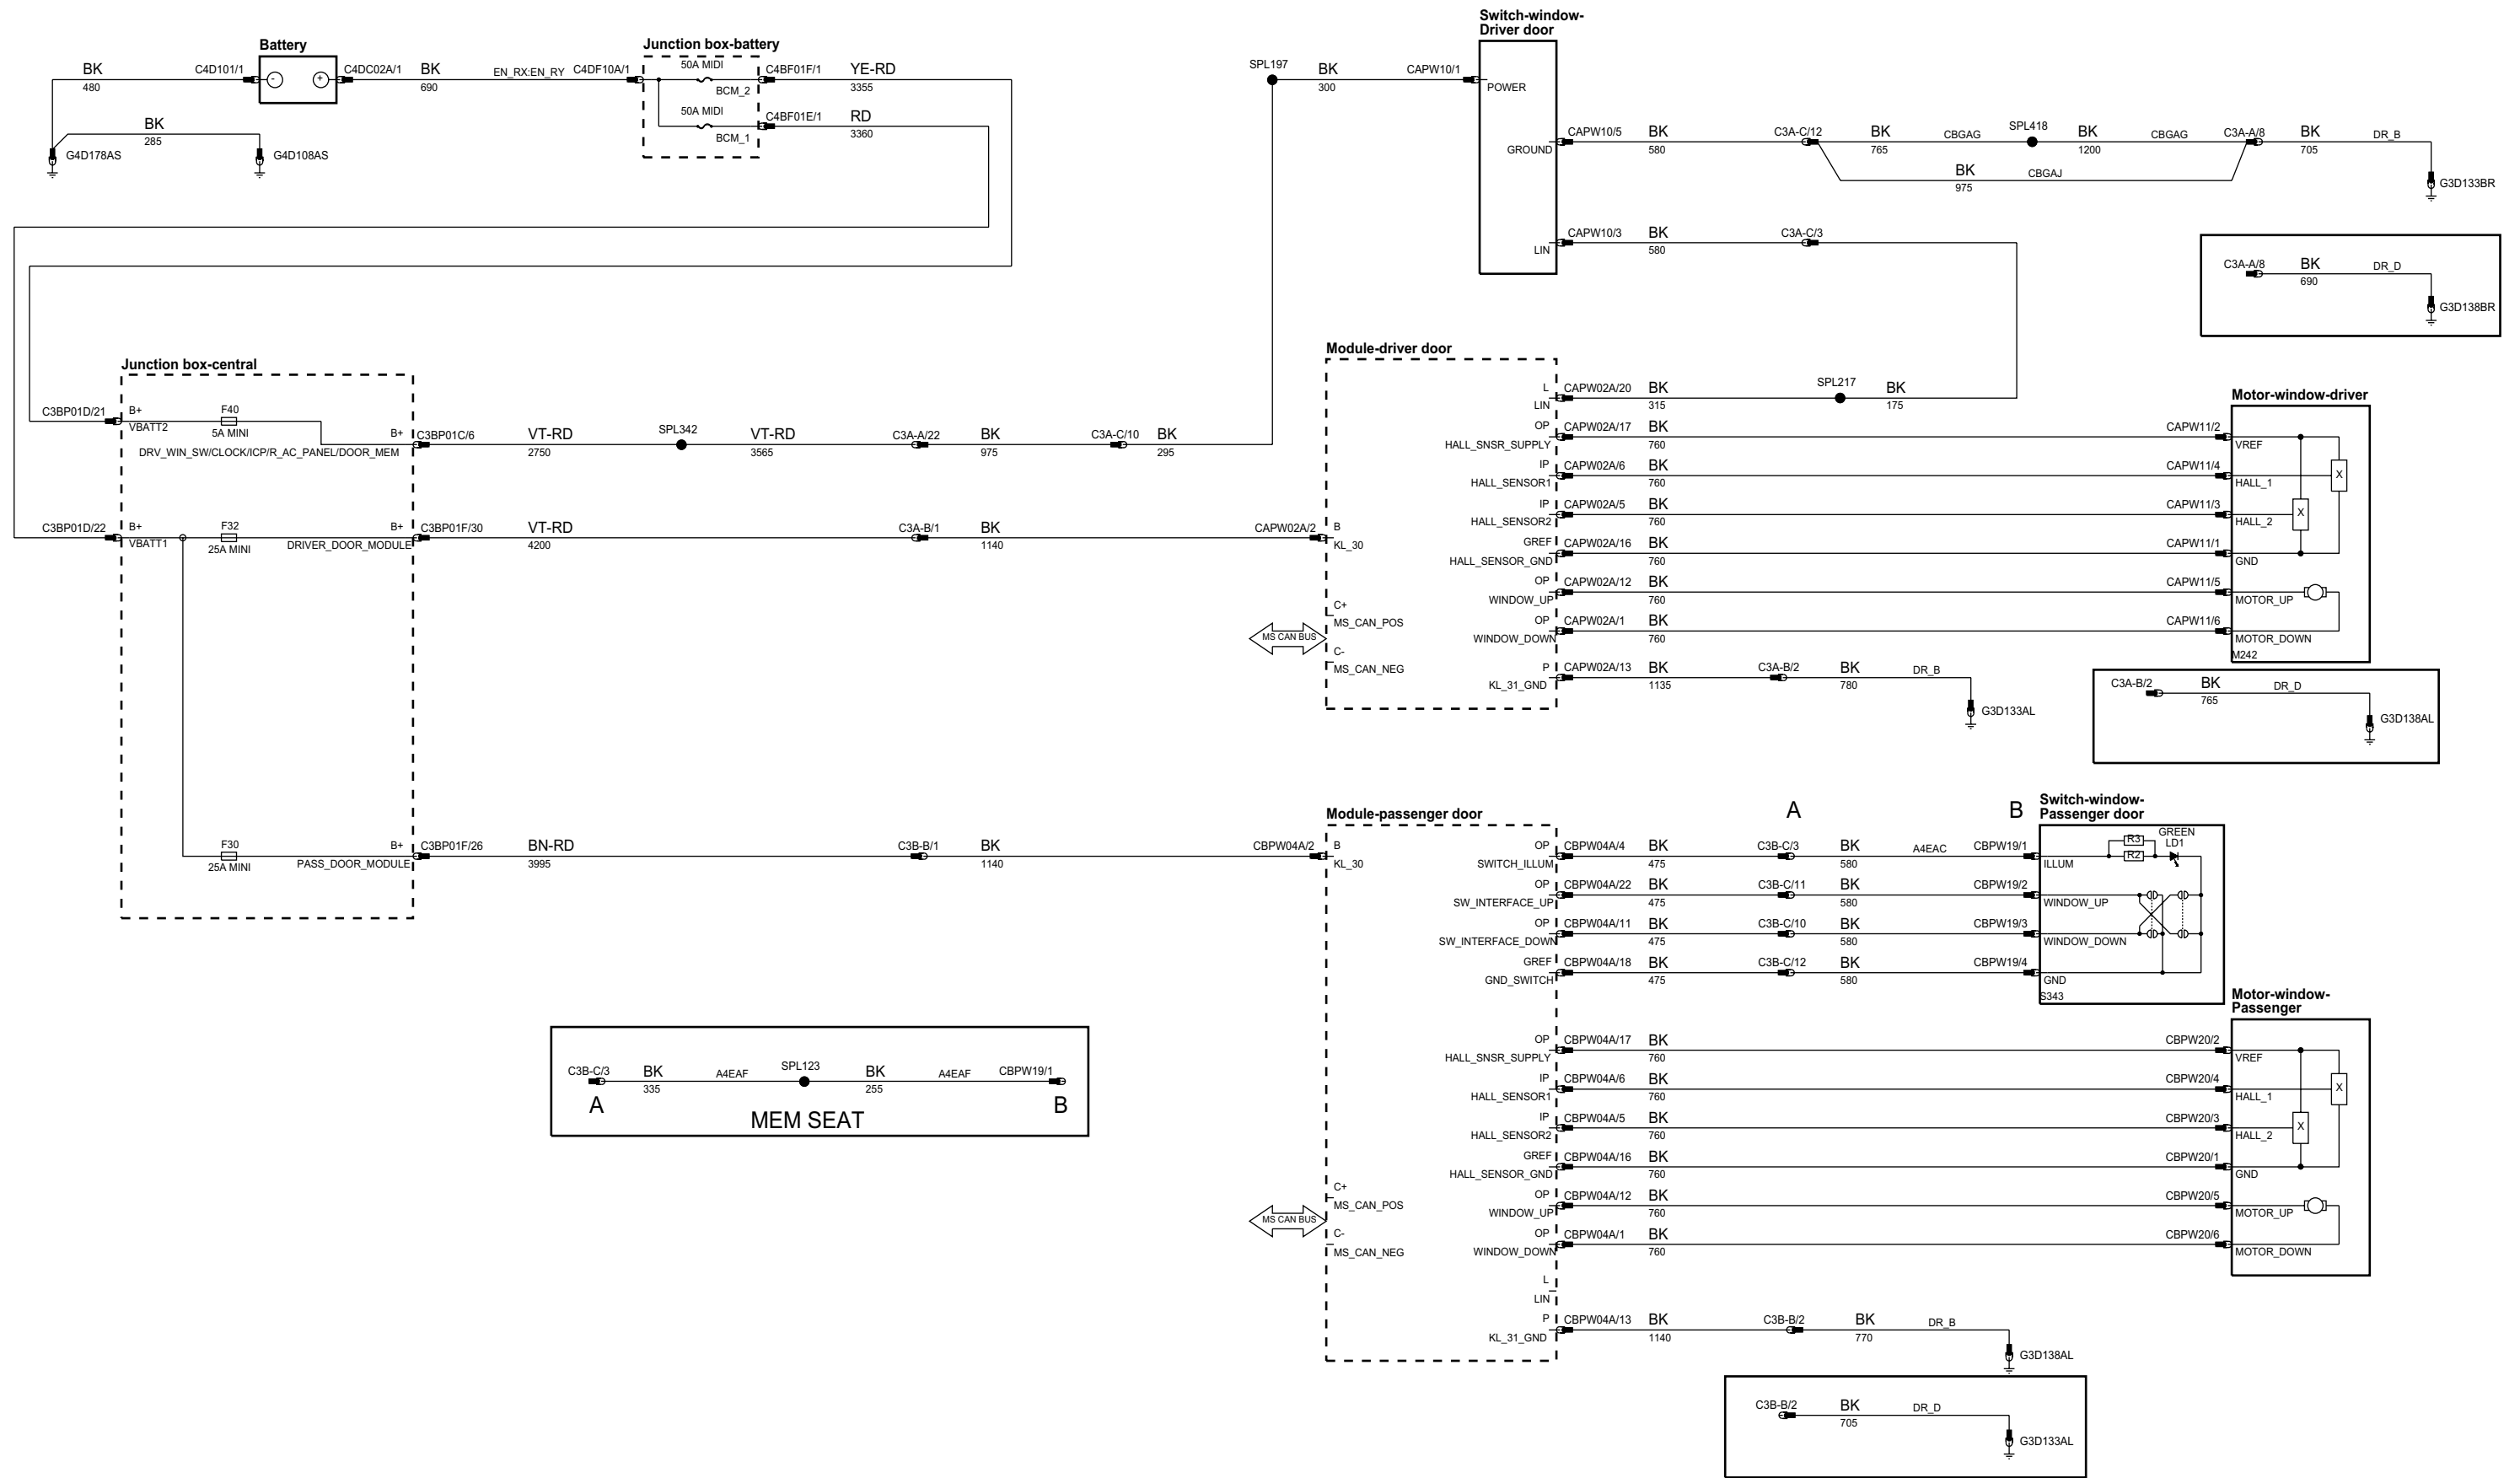 Battery
BK
480
C4D101/1
-
+
C4DC02A/1
BK
690
EN_RX:EN_RY
C4DF10A/1
BK
285
G4D178AS
G4D108AS
Junction box-battery
50A MIDI
BCM_2
50A MIDI
BCM_1
C4BF01F/1
YE-RD
3355
C4BF01E/1
RD
3360
SPL197
BK
300
CAPW10/1
Switch-window-
Driver door
POWER
GROUND
LIN
CAPW10/5
BK
580
C3A-C/12
BK
765
CBGAG
SPL418
BK
1200
CBGAG
C3A-A/8
BK
705
DR_B
G3D133BR
BK
975
CBGAJ
CAPW10/3
BK
580
C3A-C/3
C3A-A/8
BK
690
DR_D
G3D138BR
Junction box-central
C3BP01D/21
B+
VBATT2
F40
5A MINI
B+
DRV_WIN_SW/CLOCK/ICP/R_AC_PANEL/DOOR_MEM
C3BP01C/6
VT-RD
2750
SPL342
VT-RD
3565
C3A-A/22
BK
975
C3A-C/10
BK
295
C3BP01D/22
B+
VBATT1
F32
25A MINI
B+
DRIVER_DOOR_MODULE
C3BP01F/30
VT-RD
4200
C3A-B/1
BK
1140
CAPW02A/2
F30
25A MINI
B+
PASS_DOOR_MODULE
C3BP01F/26
BN-RD
3995
C3B-B/1
BK
1140
CBPW04A/2
Module-driver door
B
KL_30
C+
MS_CAN_POS
MS CAN BUS
C-
MS_CAN_NEG
L
LIN
CAPW02A/20
BK
315
SPL217
BK
175
OP
HALL_SNSR_SUPPLY
CAPW02A/17
BK
760
CAPW11/2
IP
HALL_SENSOR1
CAPW02A/6
BK
760
CAPW11/4
IP
HALL_SENSOR2
CAPW02A/5
BK
760
CAPW11/3
GREF
HALL_SENSOR_GND
CAPW02A/16
BK
760
CAPW11/1
OP
WINDOW_UP
CAPW02A/12
BK
760
CAPW11/5
OP
WINDOW_DOWN
CAPW02A/1
BK
760
CAPW11/6
P
KL_31_GND
CAPW02A/13
BK
1135
C3A-B/2
BK
780
DR_B
G3D133AL
Motor-window-driver
VREF
HALL_1
X
HALL_2
X
GND
MOTOR_UP
MOTOR_DOWN
M242
C3A-B/2
BK
765
DR_D
G3D138AL
Module-passenger door
B
KL_30
C+
MS_CAN_POS
MS CAN BUS
C-
MS_CAN_NEG
A
B
OP
SWITCH_ILLUM
CBPW04A/4
BK
475
C3B-C/3
BK
580
A4EAC
CBPW19/1
OP
SW_INTERFACE_UP
CBPW04A/22
BK
475
C3B-C/11
BK
580
CBPW19/2
OP
SW_INTERFACE_DOWN
CBPW04A/11
BK
475
C3B-C/10
BK
580
CBPW19/3
GREF
GND_SWITCH
CBPW04A/18
BK
475
C3B-C/12
BK
580
CBPW19/4
Switch-window-
Passenger door
R3
R2
GREEN
LD1
ILLUM
WINDOW_UP
WINDOW_DOWN
GND
S343
OP
HALL_SNSR_SUPPLY
CBPW04A/17
BK
760
CBPW20/2
IP
HALL_SENSOR1
CBPW04A/6
BK
760
CBPW20/4
IP
HALL_SENSOR2
CBPW04A/5
BK
760
CBPW20/3
GREF
HALL_SENSOR_GND
CBPW04A/16
BK
760
CBPW20/1
OP
WINDOW_UP
CBPW04A/12
BK
760
CBPW20/5
OP
WINDOW_DOWN
CBPW04A/1
BK
760
CBPW20/6
L
LIN
P
KL_31_GND
CBPW04A/13
BK
1140
C3B-B/2
BK
770
DR_B
G3D138AL
Motor-window-
Passenger
VREF
HALL_1
X
HALL_2
X
GND
MOTOR_UP
MOTOR_DOWN
C3B-C/3
BK
335
A4EAF
SPL123
BK
255
A4EAF
CBPW19/1
A
B
MEM SEAT
C3B-B/2
BK
705
DR_D
G3D133AL